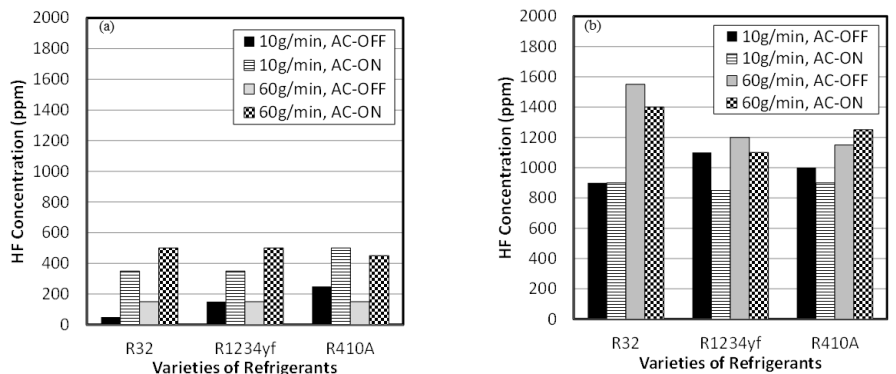 (a)
2000
1800
1600
1400
1200
1000
800
600
400
200
0
HF Concentration (ppm)
10g/min, AC-OFF
10g/min, AC-ON
60g/min, AC-OFF
60g/min, AC-ON
R32 R1234yf R410A
Varieties of Refrigerants
(b)
2000
1800
1600
1400
1200
1000
800
600
400
200
0
HF Concentration (ppm)
10g/min, AC-OFF
10g/min, AC-ON
60g/min, AC-OFF
60g/min, AC-ON
R32 R1234yf R410A
Varieties of Refrigerants